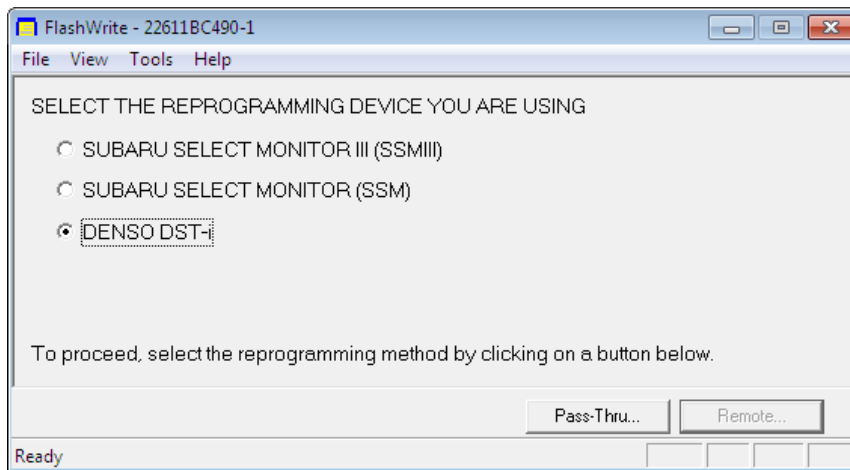 FlashWrite - 22611BC490-1
File View Tools Help
SELECT THE REPROGRAMMING DEVICE YOU ARE USING
SUBARU SELECT MONITOR III (SSMIII)
SUBARU SELECT MONITOR (SSM)
DENSO DST-i
To proceed, select the reprogramming method by clicking on a button below.
Pass-Thru... Remote...
Ready